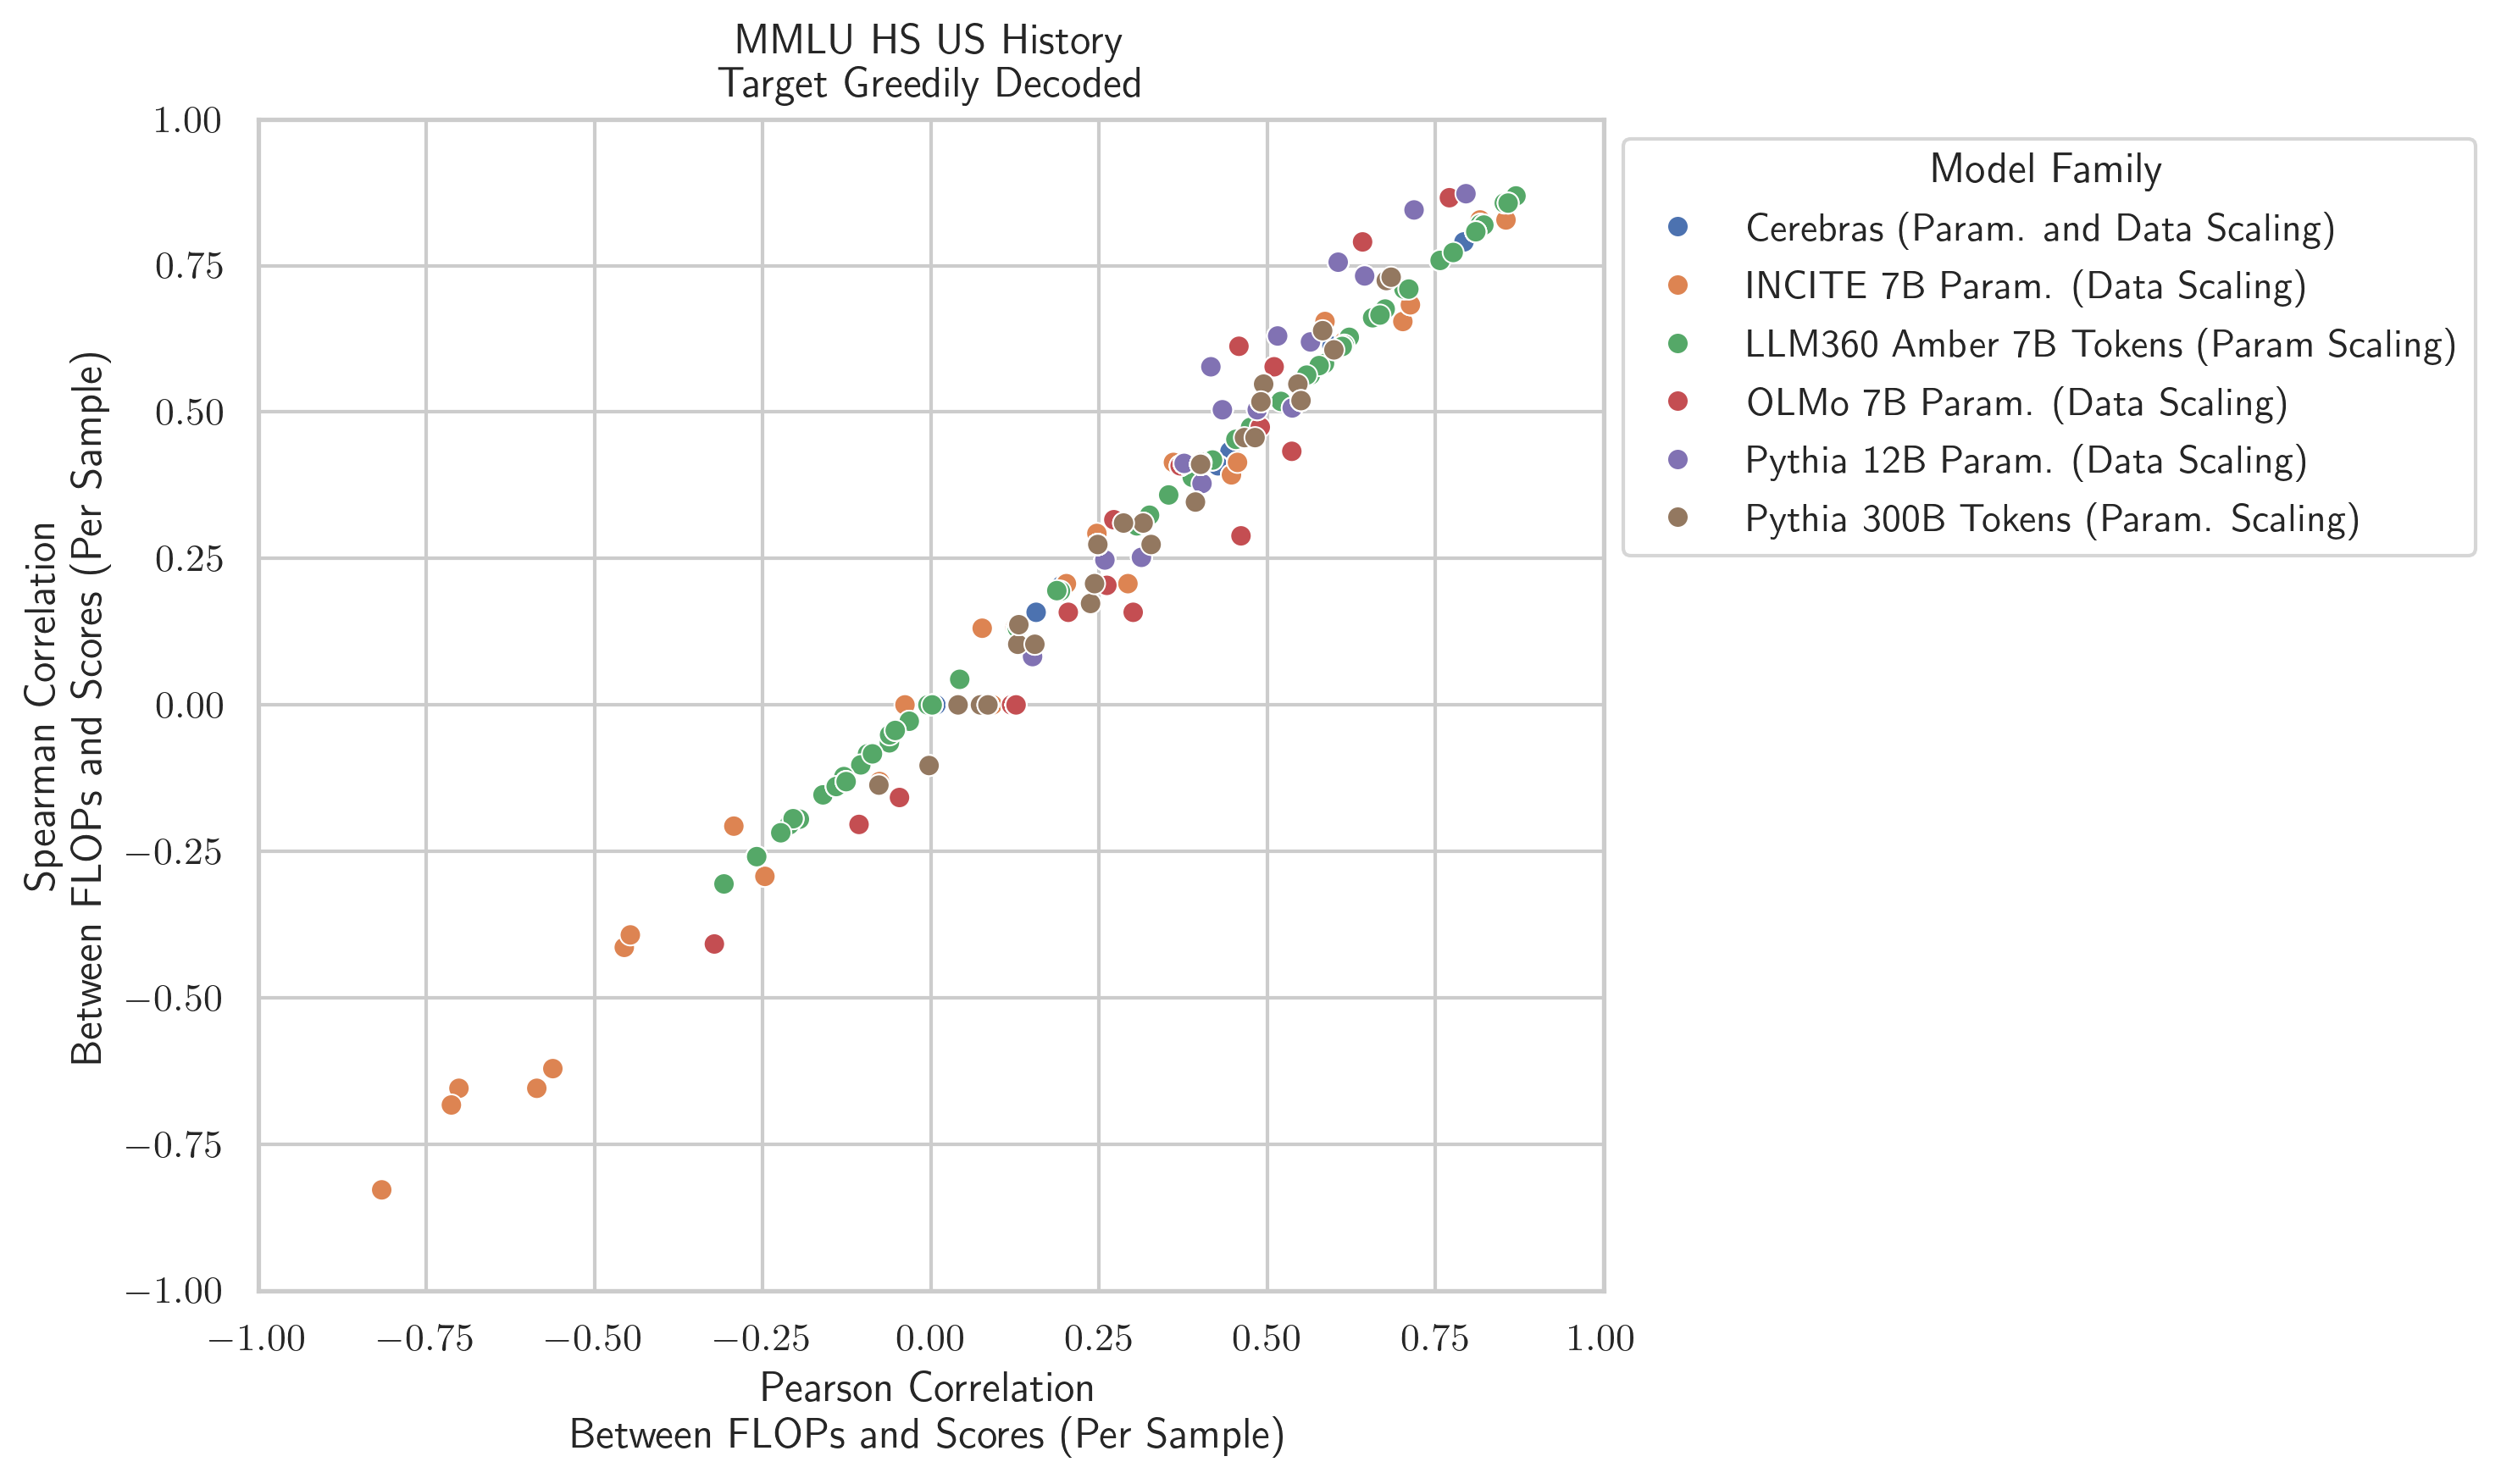 MMLU HS US History
Target Greedily Decoded
1.00
0.75
0.50
0.25
0.00
−0.25
−0.50
−0.75
−1.00
Spearman Correlation
Between FLOPs and Scores (Per Sample)
−1.00 −0.75 −0.50 −0.25 0.00 0.25 0.50 0.75 1.00
Pearson Correlation
Between FLOPs and Scores (Per Sample)
Model Family
Cerebras (Param. and Data Scaling)
INCITE 7B Param. (Data Scaling)
LLM360 Amber 7B Tokens (Param Scaling)
OLMo 7B Param. (Data Scaling)
Pythia 12B Param. (Data Scaling)
Pythia 300B Tokens (Param. Scaling)